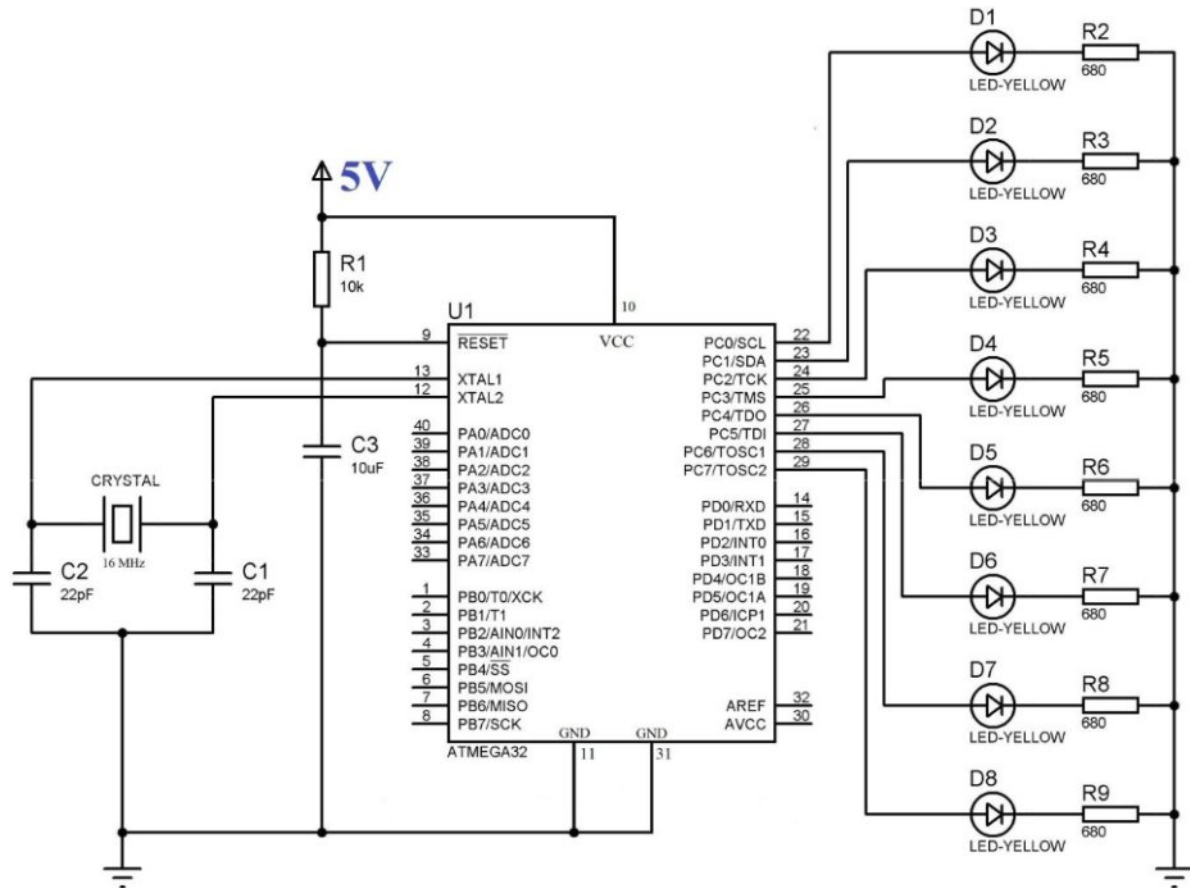 5V
R1
10k
CRYSTAL
16 MHz
C2
22pF
C1
22pF
C3
10uF
U1
ATMEGA32
10
VCC
9 RESET
13 XTAL1
12 XTAL2
40 PA0/ADC0
39 PA1/ADC1
38 PA2/ADC2
37 PA3/ADC3
36 PA4/ADC4
35 PA5/ADC5
34 PA6/ADC6
33 PA7/ADC7
1 PB0/T0/XCK
2 PB1/T1
3 PB2/AIN0/INT2
4 PB3/AIN1/OC0
5 PB4/SS
6 PB5/MOSI
7 PB6/MISO
8 PB7/SCK
PC0/SCL 22
PC1/SDA 23
PC2/TCK 24
PC3/TMS 25
PC4/TDO 26
PC5/TDI 27
PC6/TOSC1 28
PC7/TOSC2 29
PD0/RXD 14
PD1/TXD 15
PD2/INT0 16
PD3/INT1 17
PD4/OC1B 18
PD5/OC1A 19
PD6/ICP1 20
PD7/OC2 21
AREF 32
AVCC 30
GND 11
GND 31
D1
LED-YELLOW
R2
680
D2
LED-YELLOW
R3
680
D3
LED-YELLOW
R4
680
D4
LED-YELLOW
R5
680
D5
LED-YELLOW
R6
680
D6
LED-YELLOW
R7
680
D7
LED-YELLOW
R8
680
D8
LED-YELLOW
R9
680